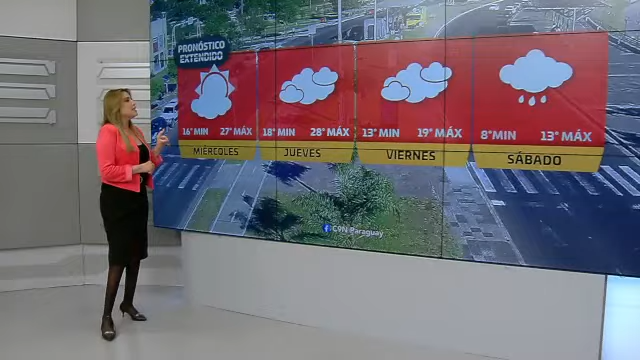 PRONÓSTICO
EXTENDIDO
16° MIN 27° MÁX
MIÉRCOLES
18° MIN 28° MÁX
JUEVES
13° MIN 19° MÁX
VIERNES
8° MIN 13° MÁX
SÁBADO
C9N Paraguay